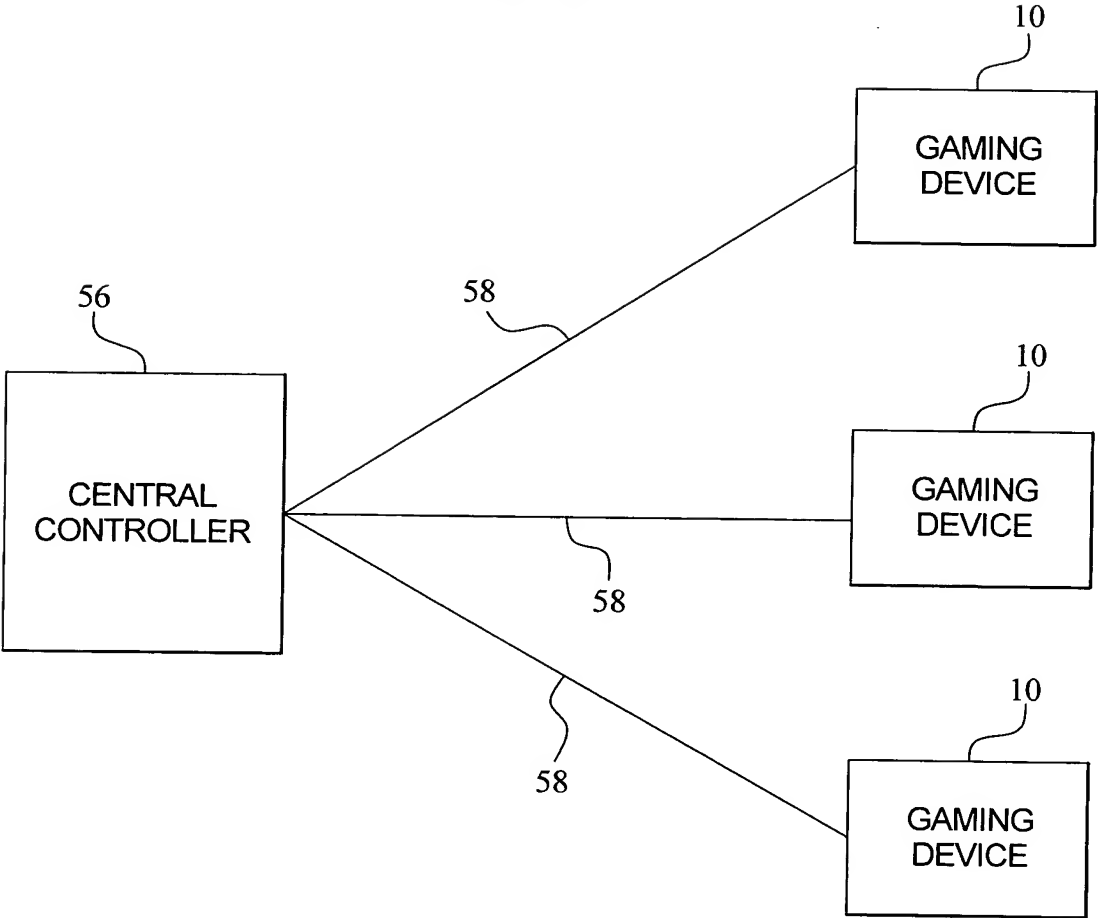 10
GAMING
DEVICE
58
56
10
CENTRAL
CONTROLLER
GAMING
DEVICE
58
10
58
GAMING
DEVICE